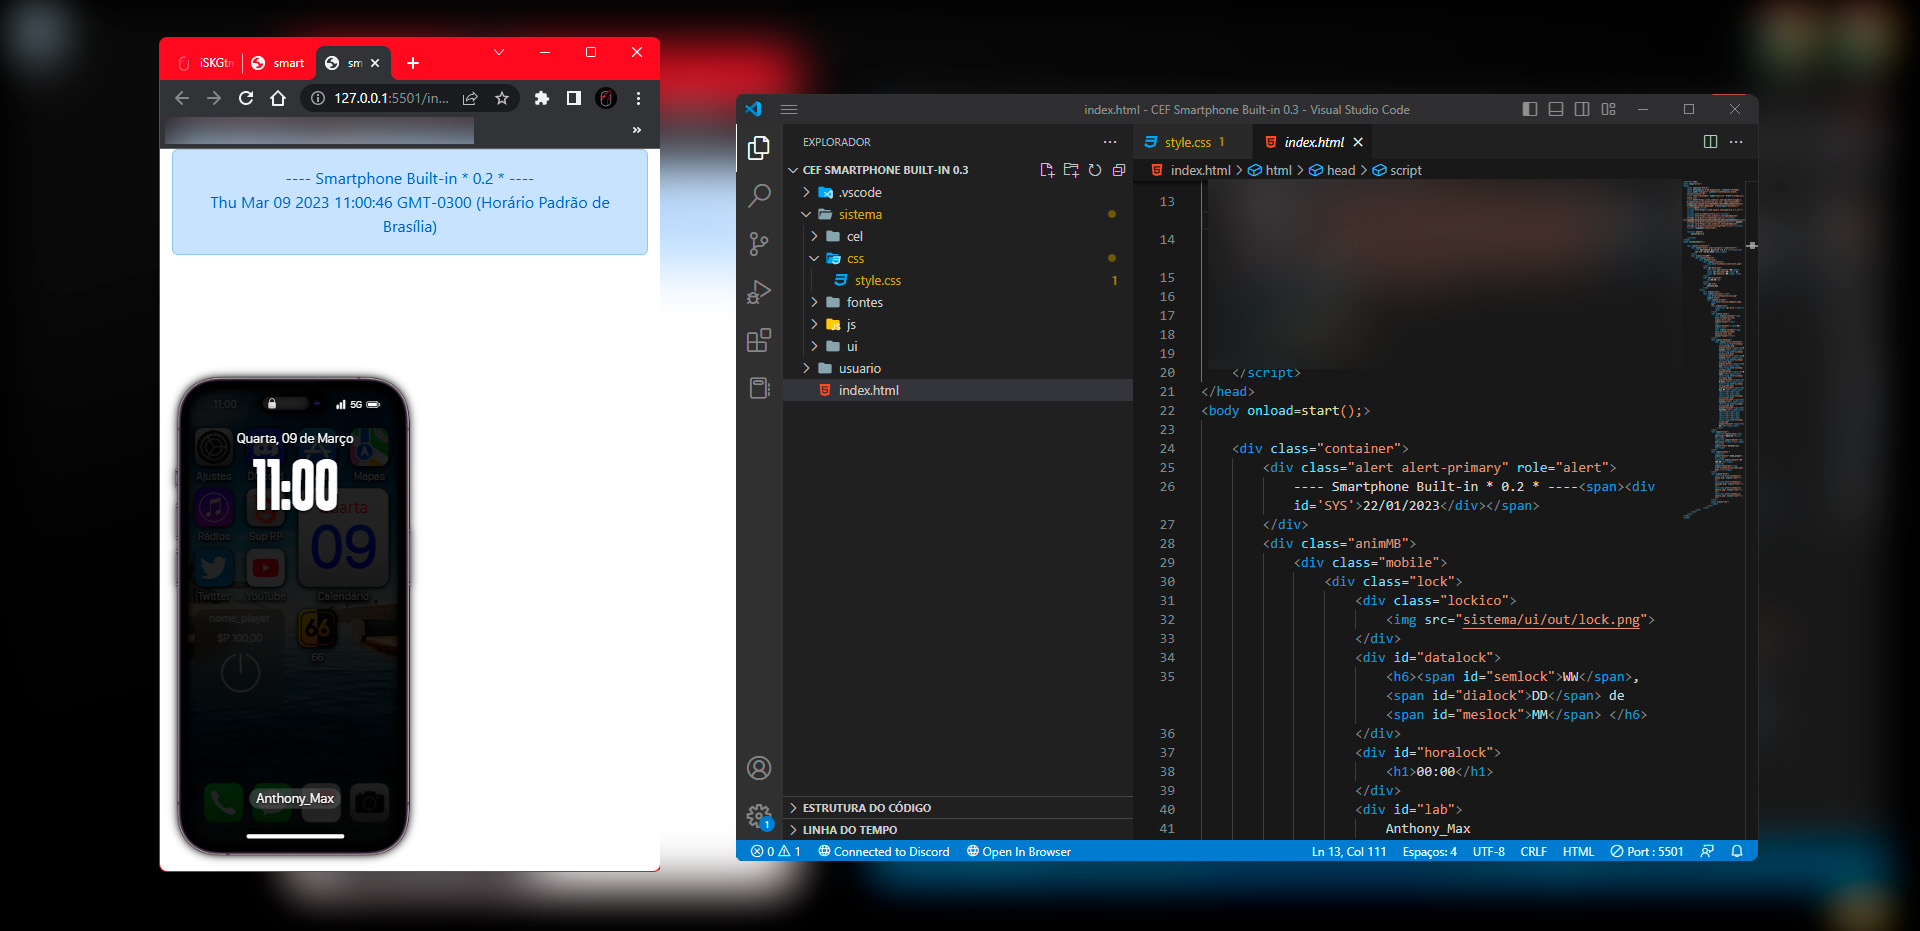 iSKGtn
smart
sm
127.0.0.1:5501/in...
»
---- Smartphone Built-in * 0.2 * ----
Thu Mar 09 2023 11:00:46 GMT-0300 (Horário Padrão de
Brasília)
11:00
5G
Quarta, 09 de Março
11:00
Ajustes
Mapas
Rádios
Sup RP
Quarta
09
Twitter
YouTube
Calendário
nome_player
$P 100,00
66
66
Anthony_Max
index.html - CEF Smartphone Built-in 0.3 - Visual Studio Code
EXPLORADOR
CEF SMARTPHONE BUILT-IN 0.3
.vscode
sistema
cel
css
style.css 1
fontes
js
ui
usuario
index.html
ESTRUTURA DO CÓDIGO
LINHA DO TEMPO
1
style.css 1
index.html
index.html > html > head > script
13
14
15
16
17
18
19
20 </script>
21 </head>
22 <body onload=start();>
23
24 <div class="container">
25 <div class="alert alert-primary" role="alert">
26 ---- Smartphone Built-in * 0.2 * ----<span><div
id='SYS'>22/01/2023</div></span>
27 </div>
28 <div class="animMB">
29 <div class="mobile">
30 <div class="lock">
31 <div class="lockico">
32 <img src="sistema/ui/out/lock.png">
33 </div>
34 <div id="datalock">
35 <h6><span id="semlock">WW</span>,
<span id="dialock">DD</span> de
<span id="meslock">MM</span> </h6>
36 </div>
37 <div id="horalock">
38 <h1>00:00</h1>
39 </div>
40 <div id="lab">
41 Anthony_Max
0 1 Connected to Discord Open In Browser
Ln 13, Col 111 Espaços: 4 UTF-8 CRLF HTML Port : 5501